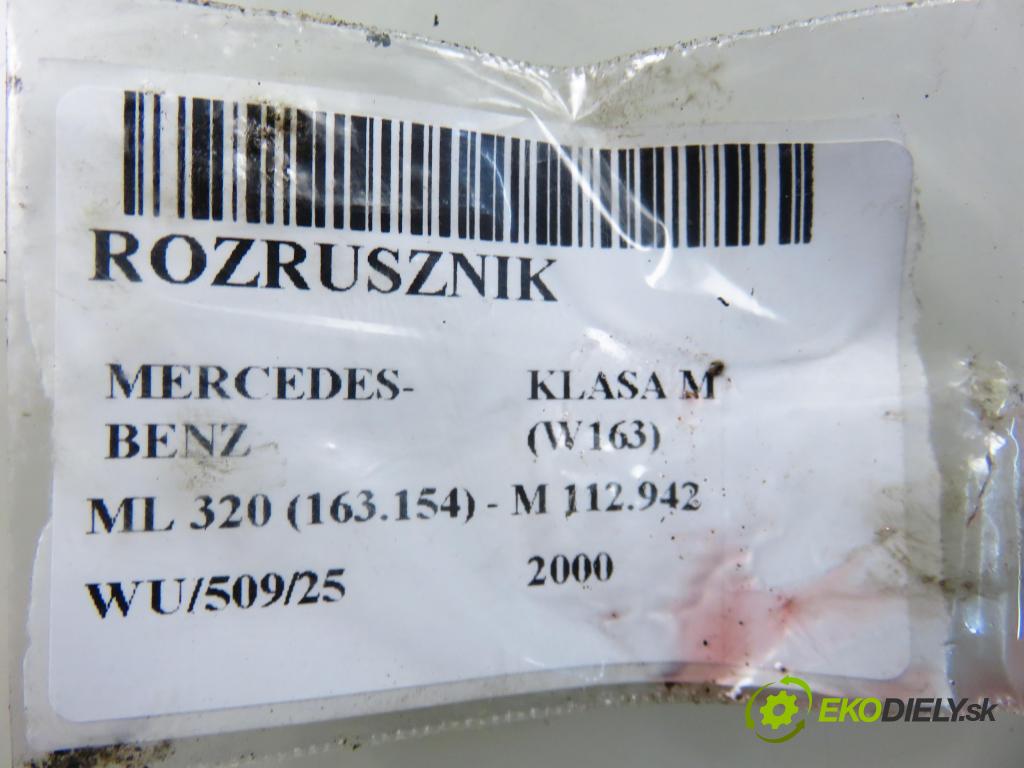 ROZRUSZNIK
MERCEDES-
BENZ
KLASA M
(W163)
ML 320 (163.154) - M 112.942
WU/509/25
2000
EKODIELY.sk